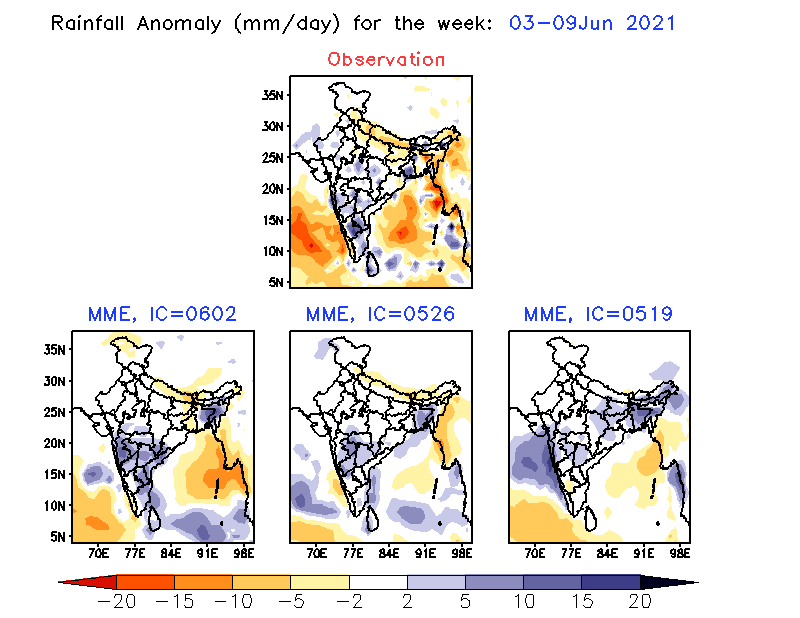 Rainfall Anomaly (mm/day) for the week: 03-09Jun 2021
Observation
35N
30N
25N
20N
15N
10N
5N
MME, IC=0602 MME, IC=0526 MME, IC=0519
35N
30N
25N
20N
15N
10N
5N
70E 77E 84E 91E 98E 70E 77E 84E 91E 98E 70E 77E 84E 91E 98E
-20 -15 -10 -5 -2 2 5 10 15 20